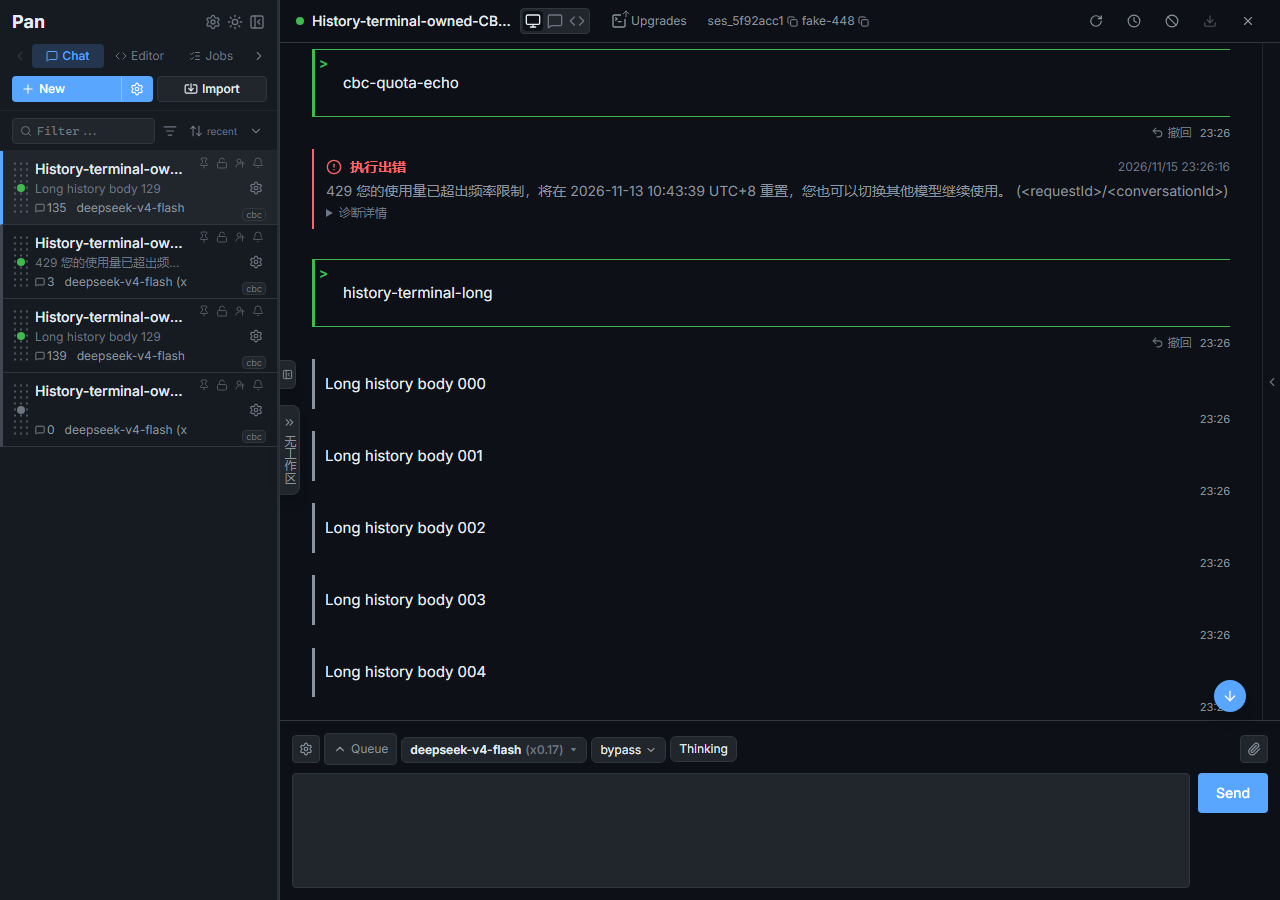 Pan
Chat
Editor
Jobs
New
Import
Filter ...
recent
History-terminal-ow...
Long history body 129
135 deepseek-v4-flash
cbc
History-terminal-ow...
429 您的使用量已超出频...
3 deepseek-v4-flash (x
cbc
History-terminal-ow...
Long history body 129
139 deepseek-v4-flash
cbc
History-terminal-ow...
0 deepseek-v4-flash (x
cbc
无工作区
History-terminal-owned-CB...
Upgrades
ses_5f92acc1
fake-448
>
cbc-quota-echo
撤回 23:26
执行出错
2026/11/15 23:26:16
429 您的使用量已超出频率限制，将在 2026-11-13 10:43:39 UTC+8 重置，您也可以切换其他模型继续使用。 (<requestId>/<conversationId>)
诊断详情
>
history-terminal-long
撤回 23:26
Long history body 000
23:26
Long history body 001
23:26
Long history body 002
23:26
Long history body 003
23:26
Long history body 004
Queue
deepseek-v4-flash (x0.17)
bypass
Thinking
Send